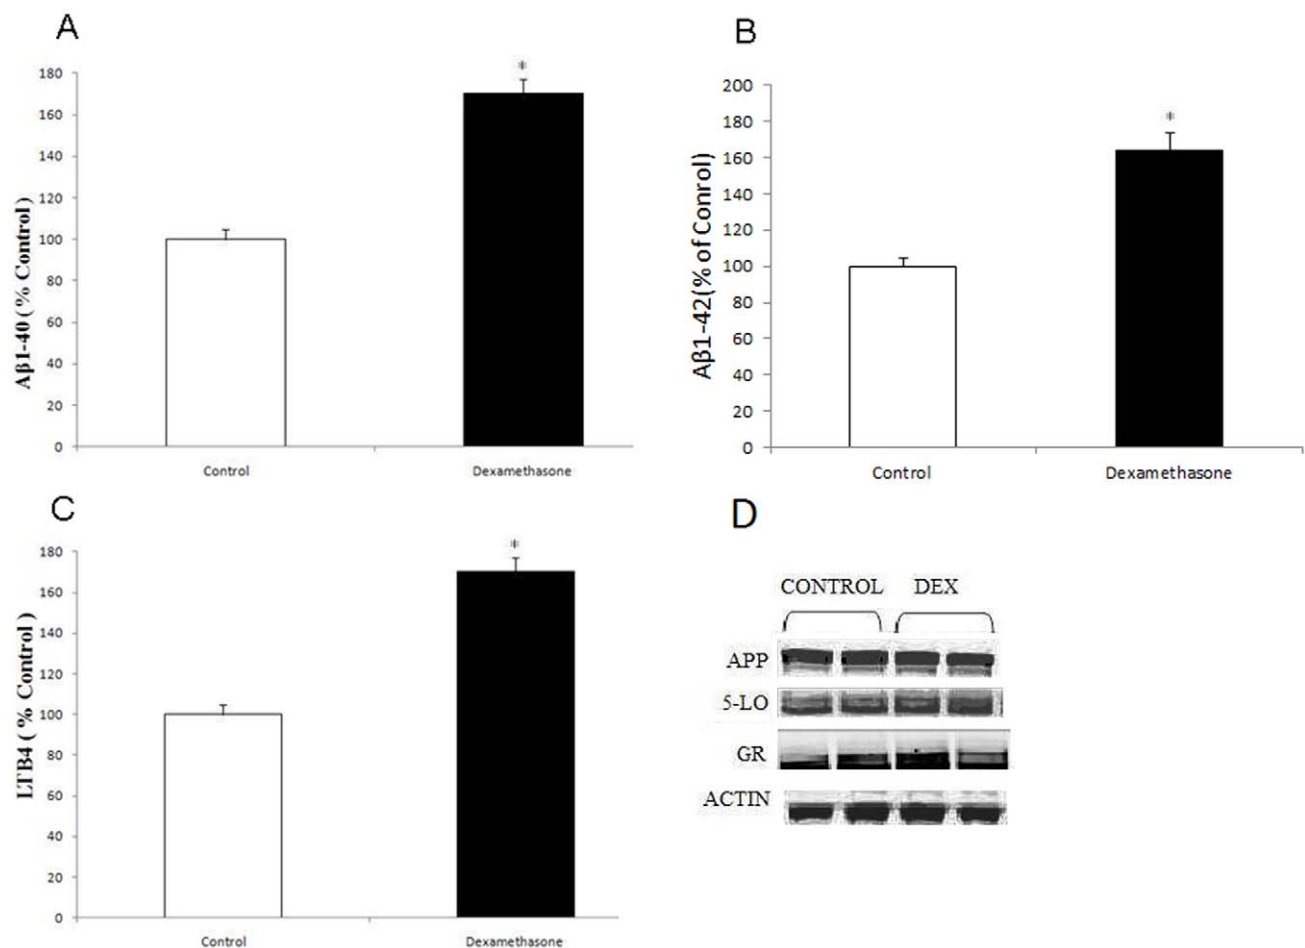 A
180
160
140
120
100
80
60
40
20
0
Aβ1-40 ( % Control )
*
Control
Dexamethasone
B
200
180
160
140
120
100
80
60
40
20
0
Aβ1-42(% of Conrol)
*
Control
Dexamethasone
C
180
160
140
120
100
80
60
40
20
0
LTB4 ( % Control )
*
Control
Dexamethasone
D
CONTROL DEX
APP
5-LO
GR
ACTIN